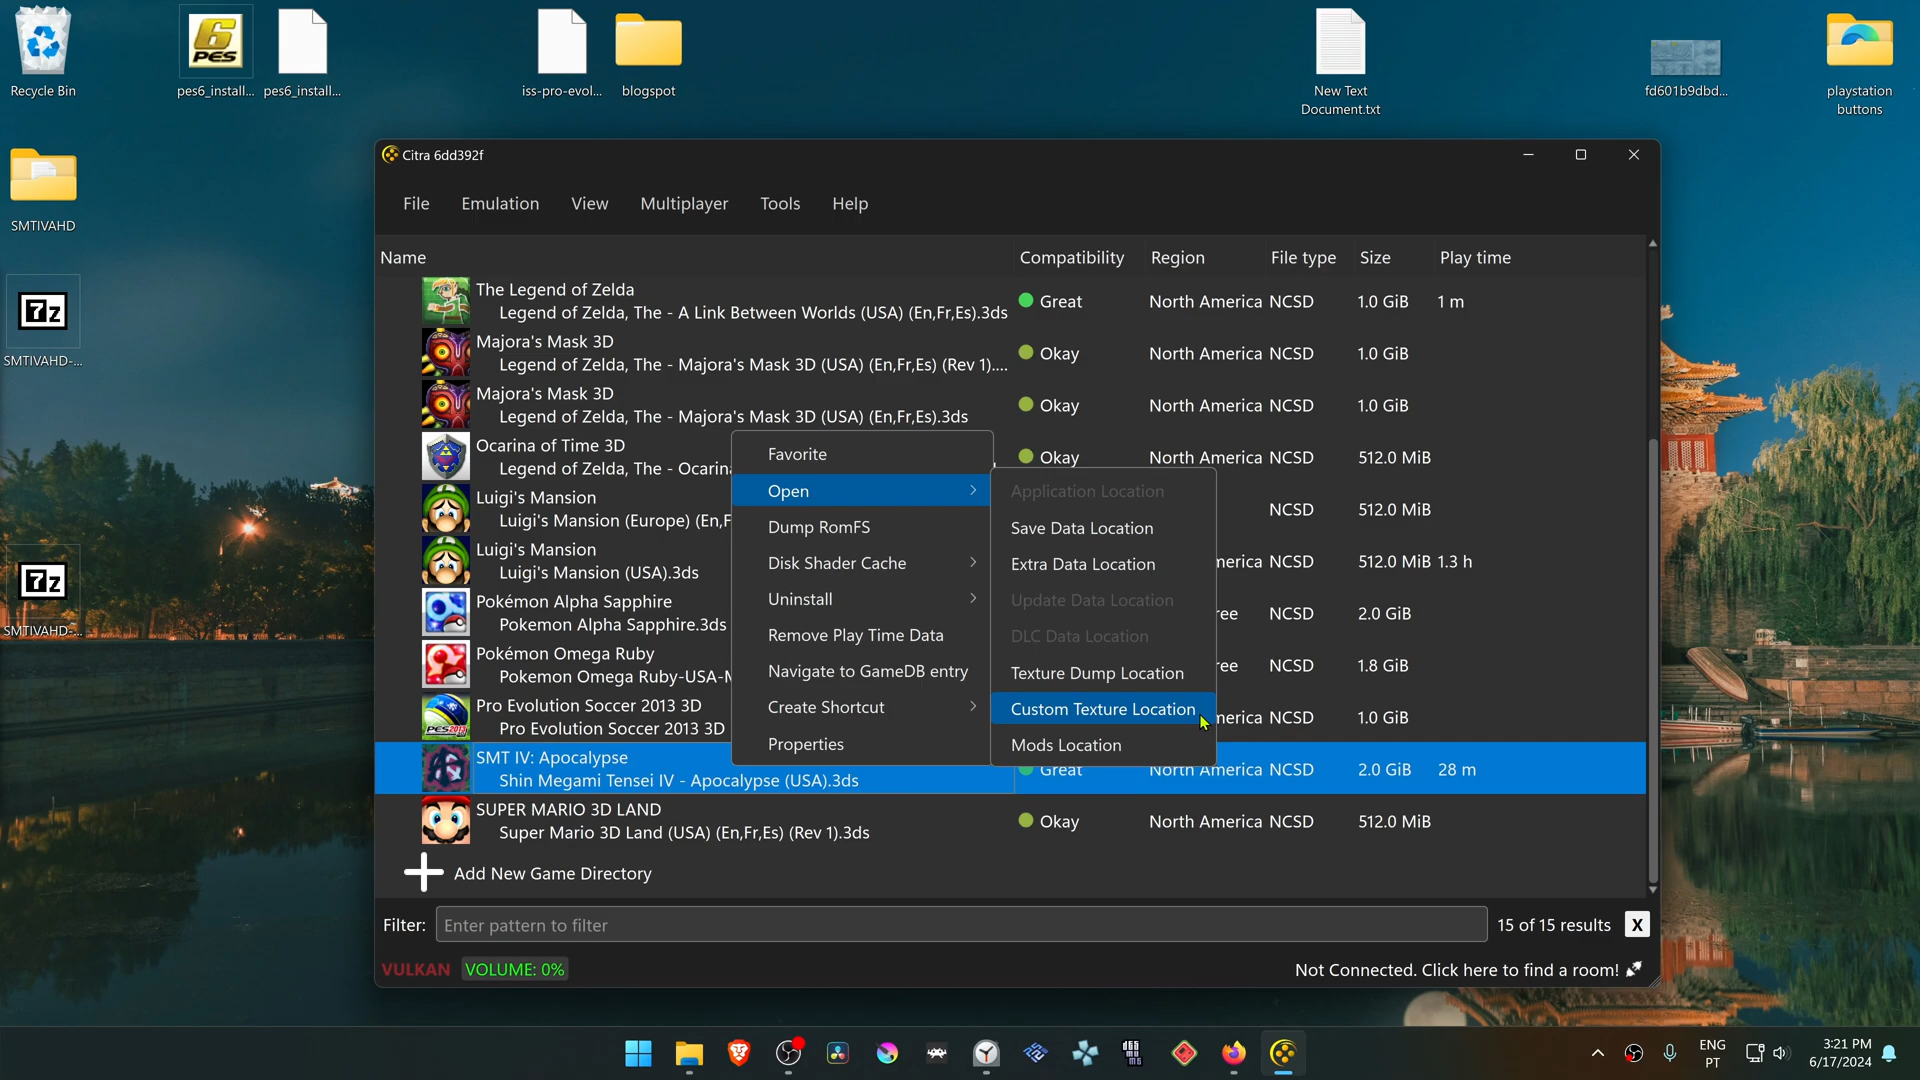 Recycle Bin
pes6_install...
pes6_install...
iss-pro-evol...
blogspot
New Text
Document.txt
fd601b9dbd...
playstation
buttons
SMTIVAHD
7z
SMTIVAHD-...
7z
SMTIVAHD-...
Citra 6dd392f
File
Emulation
View
Multiplayer
Tools
Help
Name
Compatibility
Region
File type
Size
Play time
The Legend of Zelda
Legend of Zelda, The - A Link Between Worlds (USA) (En,Fr,Es).3ds
Great
North America
NCSD
1.0 GiB
1 m
Majora's Mask 3D
Legend of Zelda, The - Majora's Mask 3D (USA) (En,Fr,Es) (Rev 1)....
Okay
North America
NCSD
1.0 GiB
Majora's Mask 3D
Legend of Zelda, The - Majora's Mask 3D (USA) (En,Fr,Es).3ds
Okay
North America
NCSD
1.0 GiB
Ocarina of Time 3D
Legend of Zelda, The - Ocarin
Okay
North America
NCSD
512.0 MiB
Luigi's Mansion
Luigi's Mansion (Europe) (En,F
NCSD
512.0 MiB
Luigi's Mansion
Luigi's Mansion (USA).3ds
merica
NCSD
512.0 MiB
1.3 h
Pokémon Alpha Sapphire
Pokemon Alpha Sapphire.3ds
ree
NCSD
2.0 GiB
Pokémon Omega Ruby
Pokemon Omega Ruby-USA-M
ree
NCSD
1.8 GiB
Pro Evolution Soccer 2013 3D
Pro Evolution Soccer 2013 3D
merica
NCSD
1.0 GiB
SMT IV: Apocalypse
Shin Megami Tensei IV - Apocalypse (USA).3ds
Great
North America
NCSD
2.0 GiB
28 m
SUPER MARIO 3D LAND
Super Mario 3D Land (USA) (En,Fr,Es) (Rev 1).3ds
Okay
North America
NCSD
512.0 MiB
Favorite
Open
Dump RomFS
Disk Shader Cache
Uninstall
Remove Play Time Data
Navigate to GameDB entry
Create Shortcut
Properties
Application Location
Save Data Location
Extra Data Location
Update Data Location
DLC Data Location
Texture Dump Location
Custom Texture Location
Mods Location
Add New Game Directory
Filter:
Enter pattern to filter
15 of 15 results
X
VULKAN
VOLUME: 0%
Not Connected. Click here to find a room!
ENG
PT
3:21 PM
6/17/2024